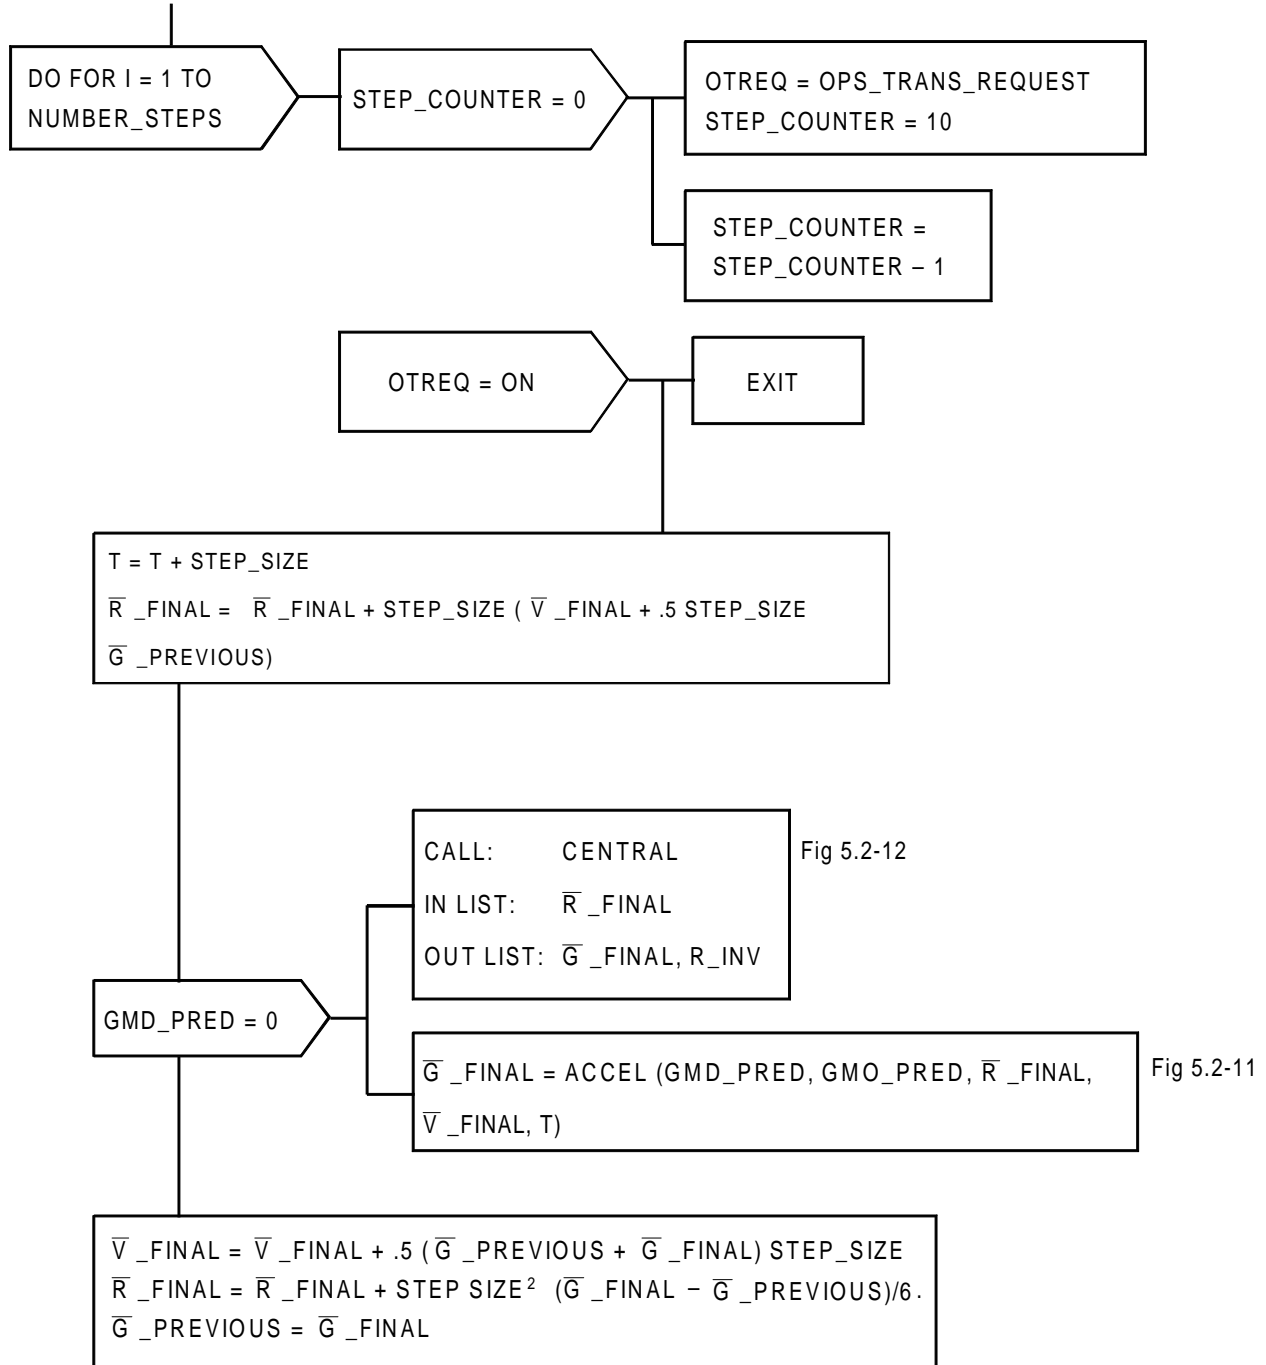 DO FOR I = 1 TO
NUMBER_STEPS
STEP_COUNTER = 0
OTREQ = OPS_TRANS_REQUEST
STEP_COUNTER = 10
STEP_COUNTER =
STEP_COUNTER – 1
OTREQ = ON
EXIT
T = T + STEP_SIZE
R̅ _FINAL = R̅ _FINAL + STEP_SIZE ( V̅ _FINAL + .5 STEP_SIZE
G̅ _PREVIOUS)
CALL: CENTRAL
Fig 5.2-12
IN LIST: R̅ _FINAL
OUT LIST: G̅ _FINAL, R_INV
GMD_PRED = 0
G̅ _FINAL = ACCEL (GMD_PRED, GMO_PRED, R̅ _FINAL,
Fig 5.2-11
V̅ _FINAL, T)
V̅ _FINAL = V̅ _FINAL + .5 ( G̅ _PREVIOUS + G̅ _FINAL) STEP_SIZE
R̅ _FINAL = R̅ _FINAL + STEP SIZE² (G̅ _FINAL – G̅ _PREVIOUS)/6.
G̅ _PREVIOUS = G̅ _FINAL